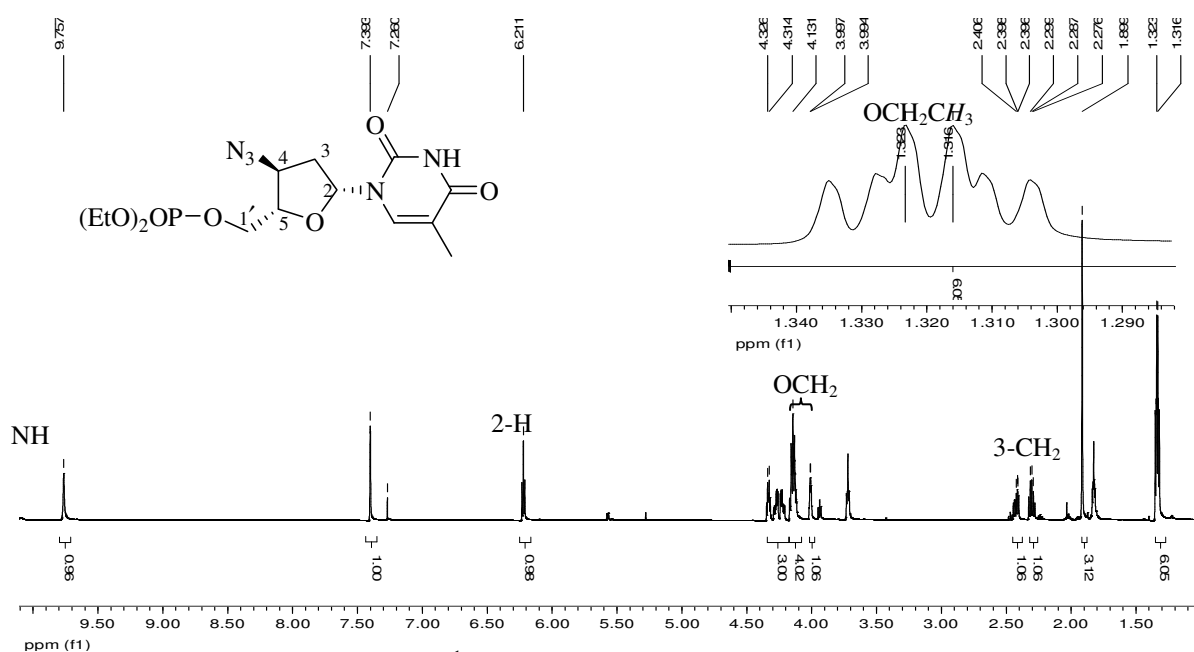 9.757 7.393 7.260 6.211 4.326 4.314 4.131 3.997 3.994 2.406 2.398 2.396 2.299 2.287 2.276 1.899 1.323 1.316
OCH₂CH₃
1.323 1.316
O
N₃ 4 3 NH
2 N O
(EtO)₂OP O 1' 5 O
6.05
1.340 1.330 1.320 1.310 1.300 1.290
ppm (f1)
OCH₂
2-H
NH
3-CH₂
0.96 1.00 0.98 3.00 4.02 1.06 1.06 1.06 3.12 6.05
9.50 9.00 8.50 8.00 7.50 7.00 6.50 6.00 5.50 5.00 4.50 4.00 3.50 3.00 2.50 2.00 1.50
ppm (f1)